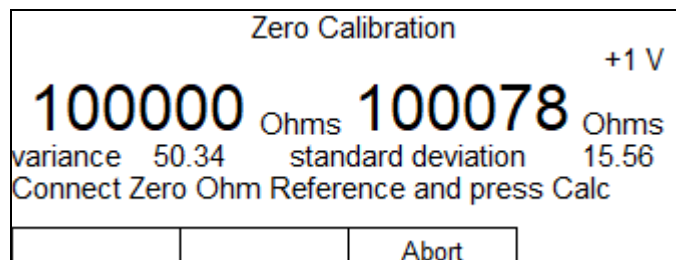 Zero Calibration
+1 V
100000 Ohms 100078 Ohms
variance 50.34 standard deviation 15.56
Connect Zero Ohm Reference and press Calc
Abort